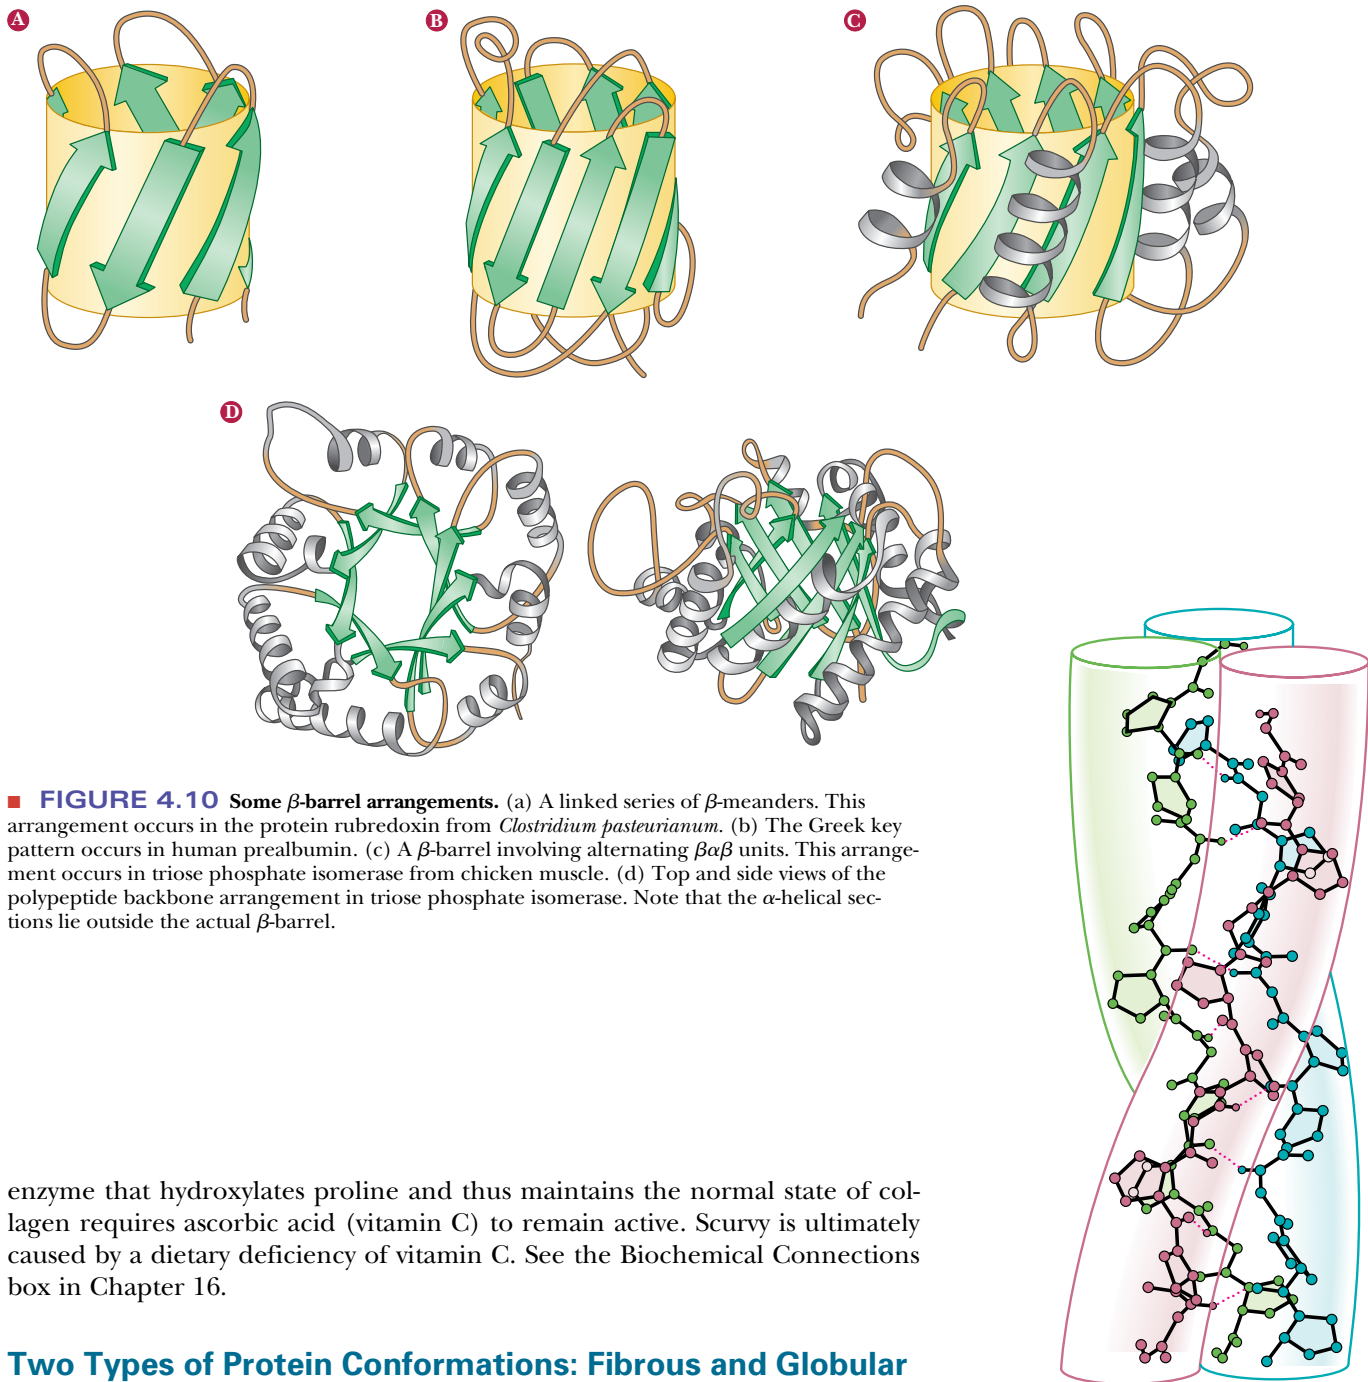 A
B
C
D
■ FIGURE 4.10 Some β-barrel arrangements. (a) A linked series of β-meanders. This
arrangement occurs in the protein rubredoxin from Clostridium pasteurianum. (b) The Greek key
pattern occurs in human prealbumin. (c) A β-barrel involving alternating βαβ units. This arrange-
ment occurs in triose phosphate isomerase from chicken muscle. (d) Top and side views of the
polypeptide backbone arrangement in triose phosphate isomerase. Note that the α-helical sec-
tions lie outside the actual β-barrel.
enzyme that hydroxylates proline and thus maintains the normal state of col-
lagen requires ascorbic acid (vitamin C) to remain active. Scurvy is ultimately
caused by a dietary deficiency of vitamin C. See the Biochemical Connections
box in Chapter 16.
Two Types of Protein Conformations: Fibrous and Globular